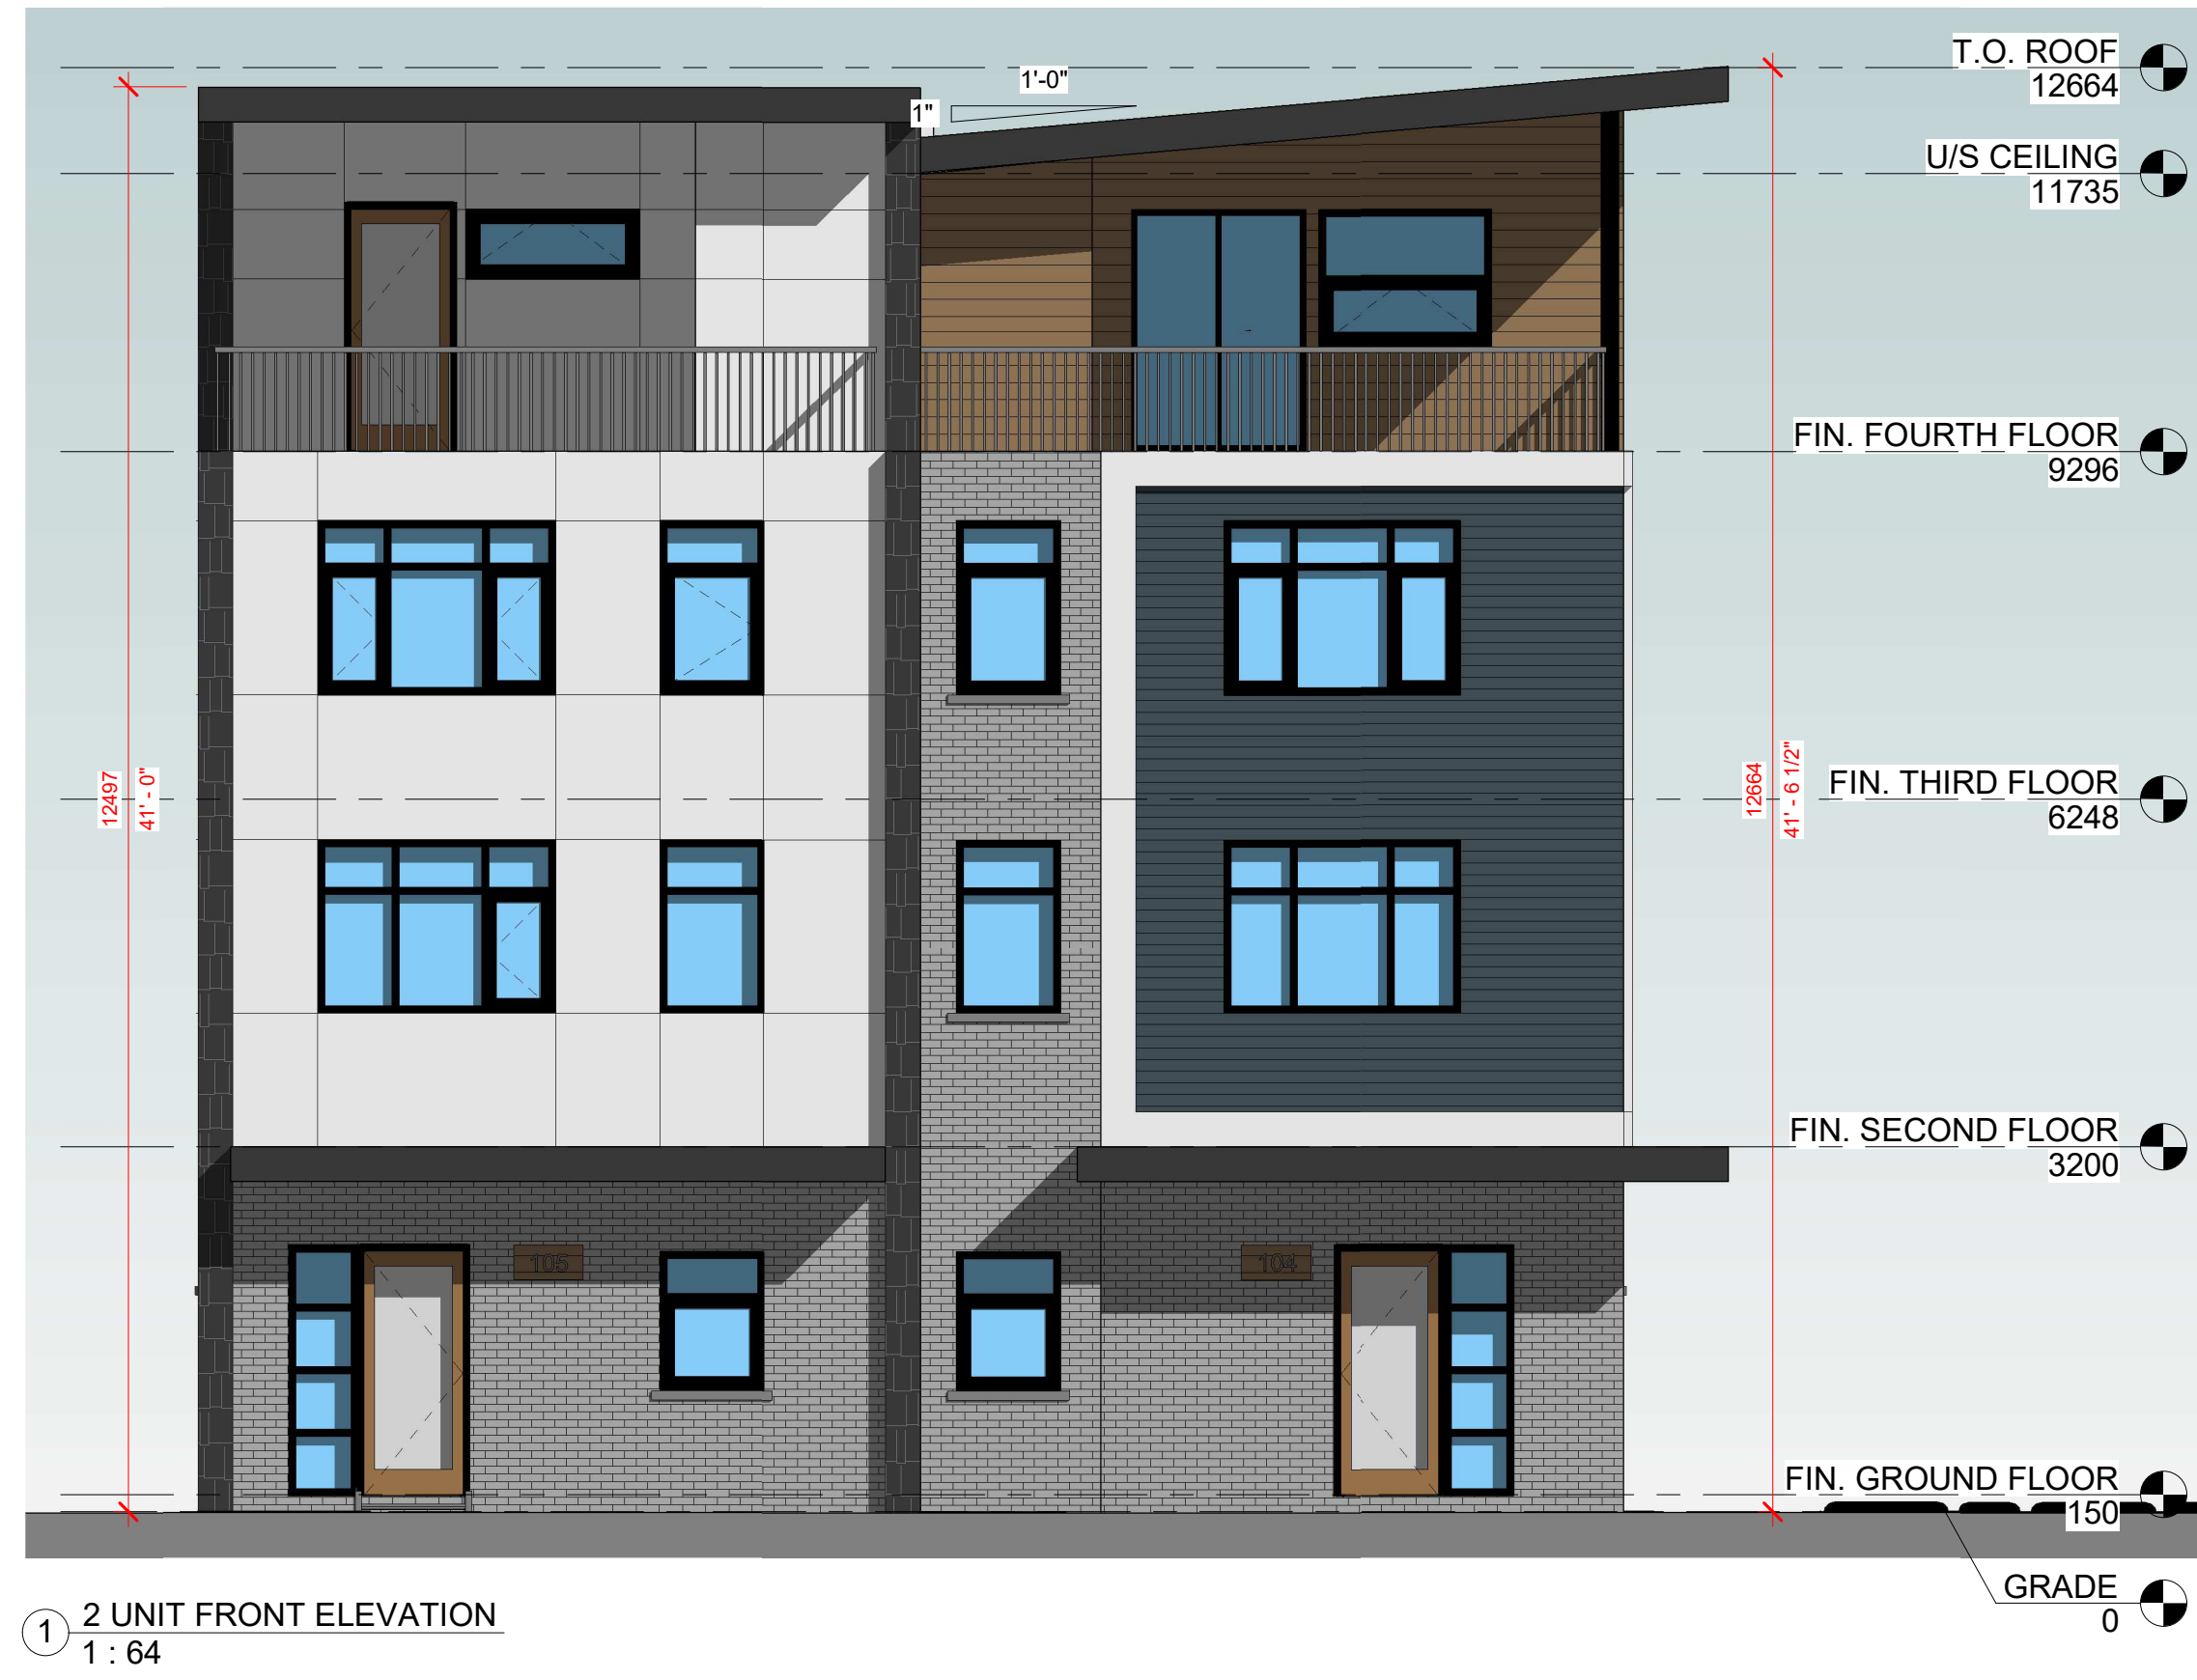 T.O. ROOF
12664
1'-0"
1"
U/S CEILING
11735
FIN. FOURTH FLOOR
9296
12497
41' - 0"
12664
41' - 6 1/2"
FIN. THIRD FLOOR
6248
FIN. SECOND FLOOR
3200
105
104
FIN. GROUND FLOOR
150
GRADE
0
1
2 UNIT FRONT ELEVATION
1 : 64